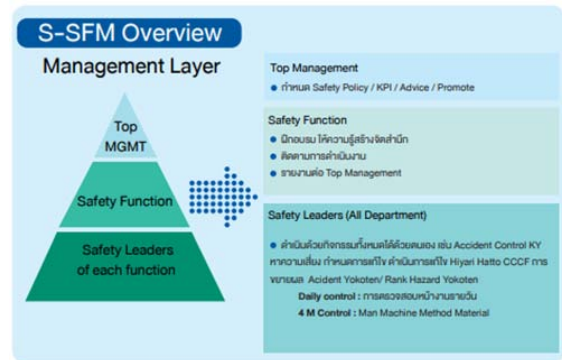 S-SFM Overview
Management Layer
Top
MGMT
Safety Function
Safety Leaders
of each function
Top Management
กำหนด Safety Policy / KPI / Advice / Promote
Safety Function
ฝึกอบรม ให้ความรู้สร้างจิตสำนึก
ติดตามการดำเนินงาน
รายงานต่อ Top Management
Safety Leaders (All Department)
ดำเนินด้วยกิจกรรมทั้งหมดได้ด้วยตนเอง เช่น Accident Control KY
หาความเสี่ยง กำหนดการแก้ไข ดำเนินการแก้ไข Hiyari Hatto CCCF การ
ขยายผล Acident Yokoten/ Rank Hazard Yokoten
Daily control : การตรวจสอบหน้างานรายวัน
4 M Control : Man Machine Method Material